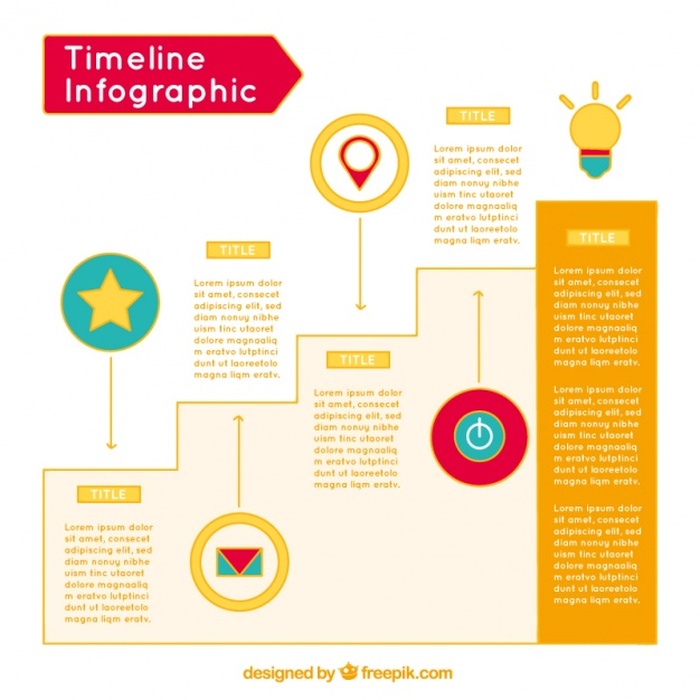 Timeline
Infographic
TITLE
Lorem ipsum dolor
sit amet, consecet
adipiscing elit, sed
diam nonuy nibhe
uism tinc utaoret
dolore magnaaliq
m erat lutptinci
dunt ut laoreetolo
magna liqm eratv.
TITLE
Lorem ipsum dolor
sit amet, consecet
adipiscing elit, sed
diam nonuy nibhe
uism tinc utaoret
dolore magnaaliq
m erat lutptinci
dunt ut laoreetolo
magna liqm eratv.
TITLE
Lorem ipsum dolor
sit amet, consecet
adipiscing elit, sed
diam nonuy nibhe
uism tinc utaoret
dolore magnaaliq
m erat lutptinci
dunt ut laoreetolo
magna liqm eratv.
TITLE
Lorem ipsum dolor
sit amet, consecet
adipiscing elit, sed
diam nonuy nibhe
uism tinc utaoret
dolore magnaaliq
m erat lutptinci
dunt ut laoreetolo
magna liqm eratv.
TITLE
Lorem ipsum dolor
sit amet, consecet
adipiscing elit, sed
diam nonuy nibhe
uism tinc utaoret
dolore magnaaliq
m erat lutptinci
dunt ut laoreetolo
magna liqm eratv.
Lorem ipsum dolor
sit amet, consecet
adipiscing elit, sed
diam nonuy nibhe
uism tinc utaoret
dolore magnaaliq
m erat lutptinci
dunt ut laoreetolo
magna liqm eratv.
Lorem ipsum dolor
sit amet, consecet
adipiscing elit, sed
diam nonuy nibhe
uism tinc utaoret
dolore magnaaliq
m erat lutptinci
dunt ut laoreetolo
magna liqm eratv.
designed by freepik.com